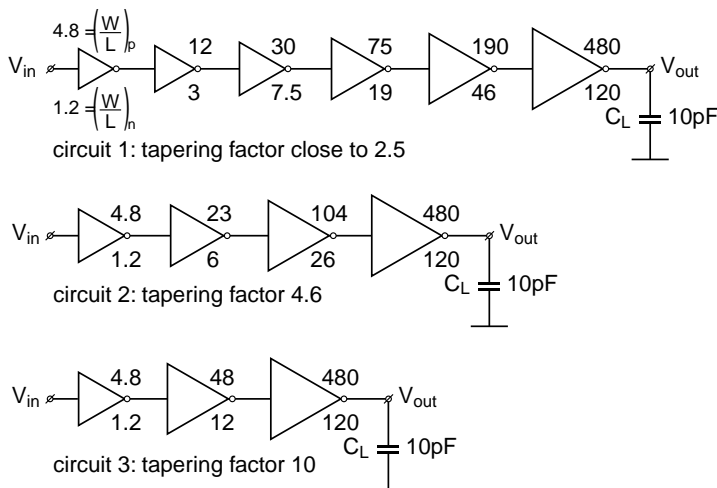 4.8 = (W/L)p 12 30 75 190 480
Vin Vout
1.2 = (W/L)n 3 7.5 19 46 120
CL 10pF
circuit 1: tapering factor close to 2.5
4.8 23 104 480
Vin Vout
1.2 6 26 120
CL 10pF
circuit 2: tapering factor 4.6
4.8 48 480
Vin Vout
1.2 12 120
CL 10pF
circuit 3: tapering factor 10